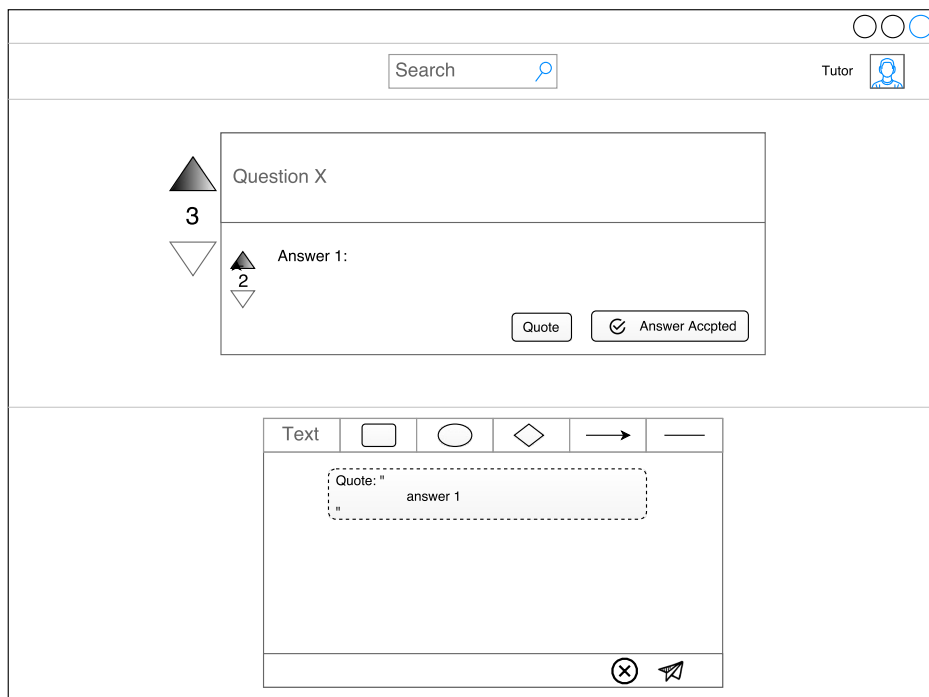 Search
Tutor
Question X
3
Answer 1:
2
Quote
Answer Accpted
Text
Quote: "
answer 1
"